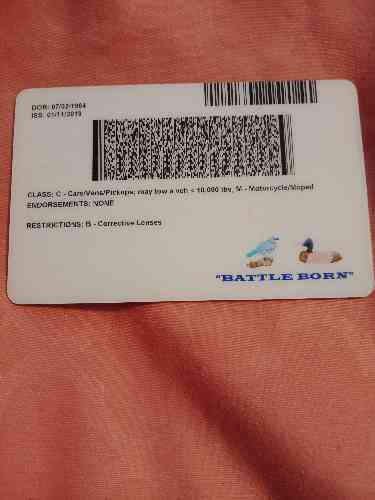 DOB: 07/02/1984
ISS: 01/11/2019
CLASS: C - Cars/Vans/Pickups; may tow a veh < 10,000 lbs, M - Motorcycle/Moped
ENDORSEMENTS: NONE
RESTRICTIONS: B - Corrective Lenses
"BATTLE BORN"